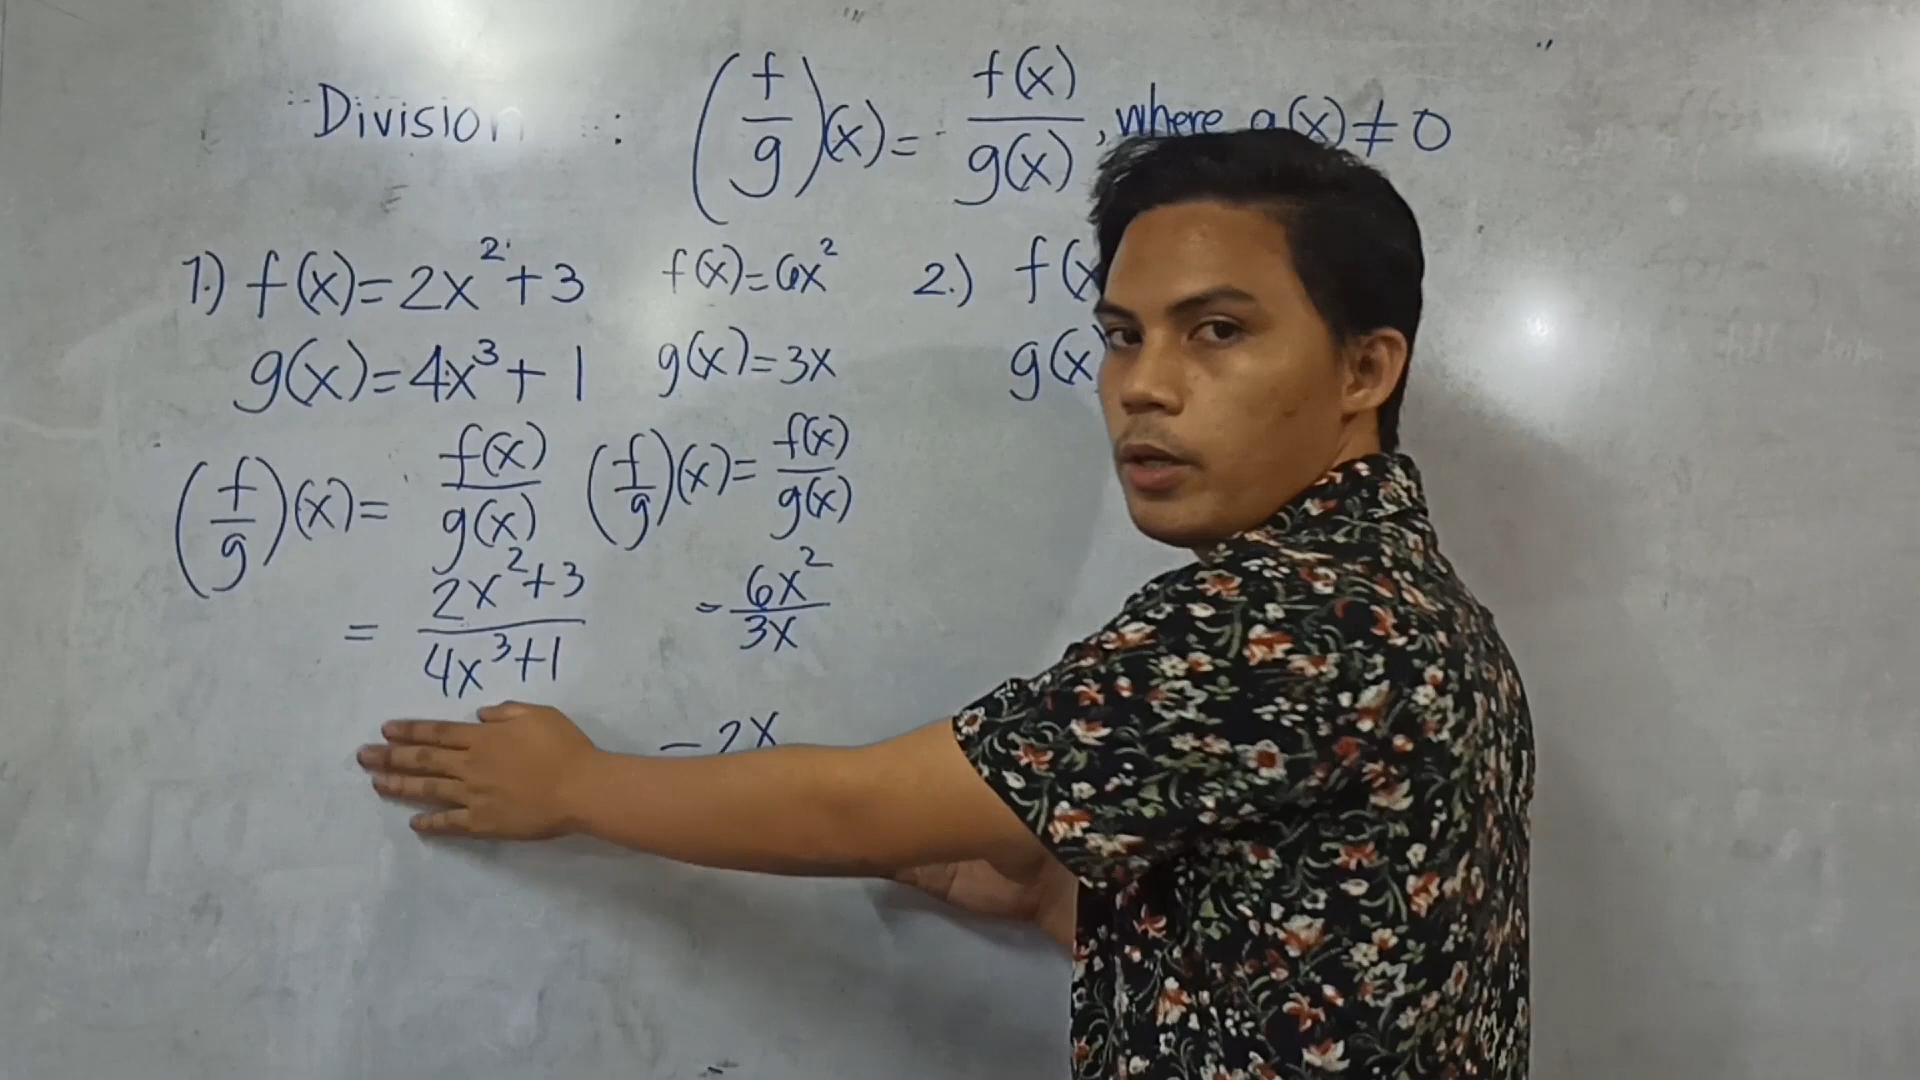 Division : (f/g)(x) = f(x)/g(x), where g(x) ≠ 0
1.) f(x) = 2x² + 3
g(x) = 4x³ + 1
(f/g)(x) = f(x)/g(x)
= 2x²+3/4x³+1
f(x) = 6x²
g(x) = 3x
(f/g)(x) = f(x)/g(x)
= 6x²/3x
= 2x
2.) f(x
g(x)